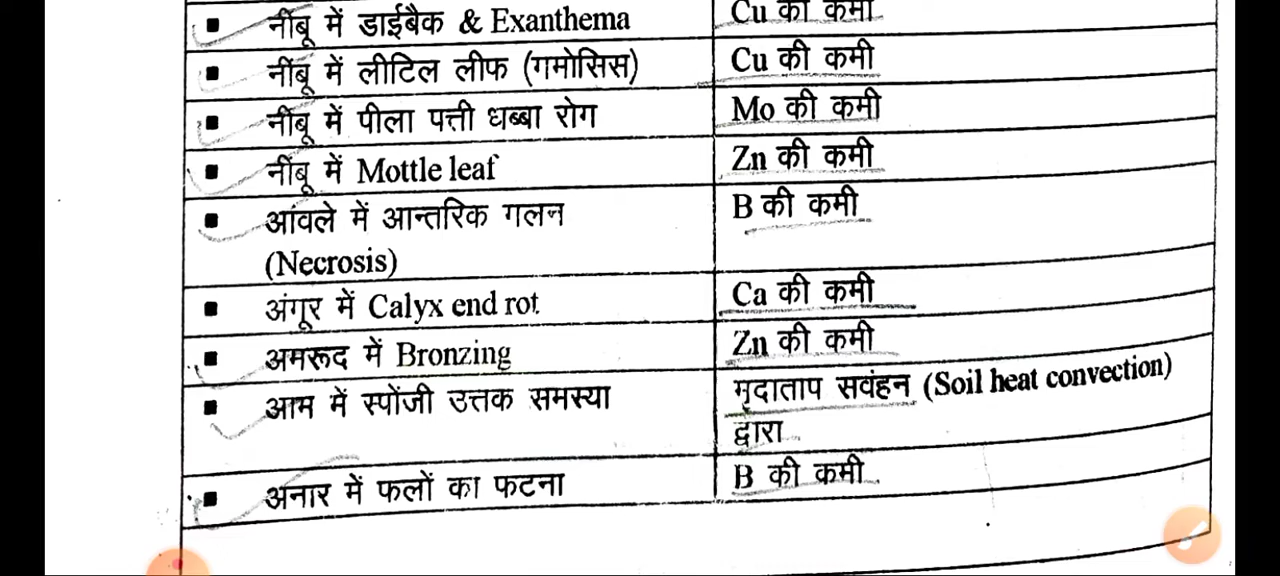 ▪ नींबू में डाईबैक & Exanthema Cu की कमी
▪ नींबू में लीटिल लीफ (गमोसिस) Cu की कमी
▪ नींबू में पीला पत्ती धब्बा रोग Mo की कमी
▪ नींबू में Mottle leaf Zn की कमी
▪ आंवले में आन्तरिक गलन B की कमी
(Necrosis)
▪ अंगूर में Calyx end rot Ca की कमी
▪ अमरूद में Bronzing Zn की कमी
▪ आम में स्पोंजी उत्तक समस्या मृदाताप सवंहन (Soil heat convection)
द्वारा
▪ अनार में फलों का फटना B की कमी